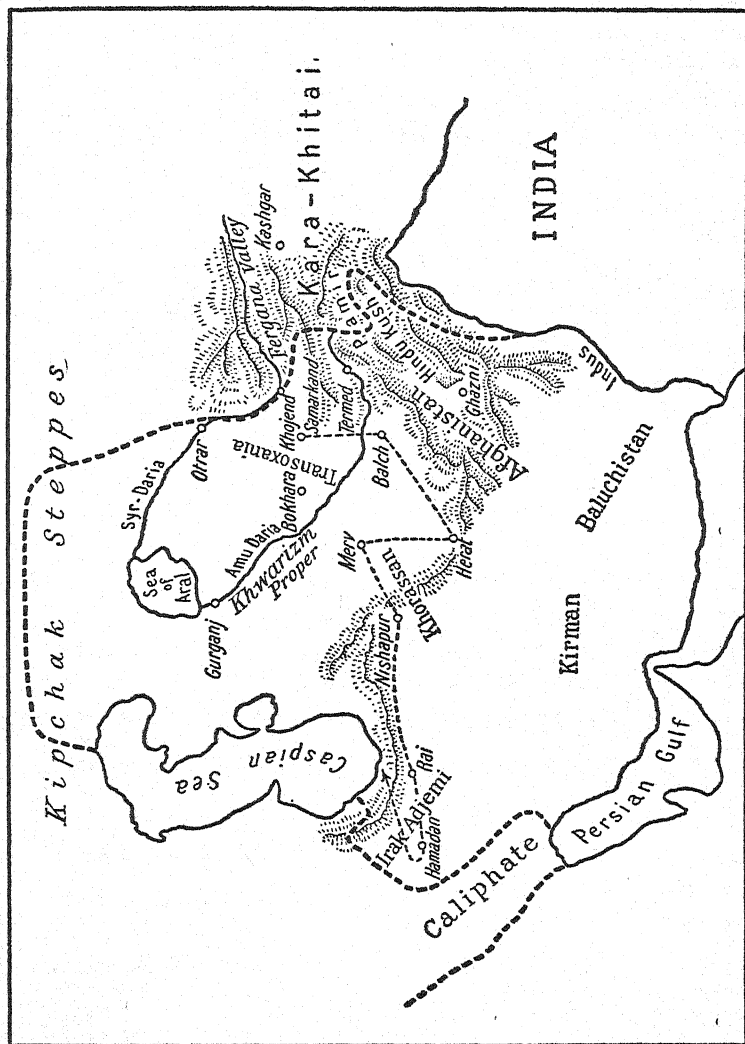 Kipchak Steppes
Kara-Khitai.
Fergana Valley
Kashgar
Syr-Daria
Otrar
Sea
of
Aral
Khojend
Samarkand
Transoxania
Bokhara
Amu Daria
Khwarizm
Proper
Gurganj
Termed
Pamir
Hindu Kush
Balch
Afghanistan
Ghazni
Merv
Herat
Khorassan
Nishapur
Caspian
Sea
Rai
Irak Adjemi
Hamadan
Caliphate
Persian Gulf
Kirman
Baluchistan
Indus
INDIA